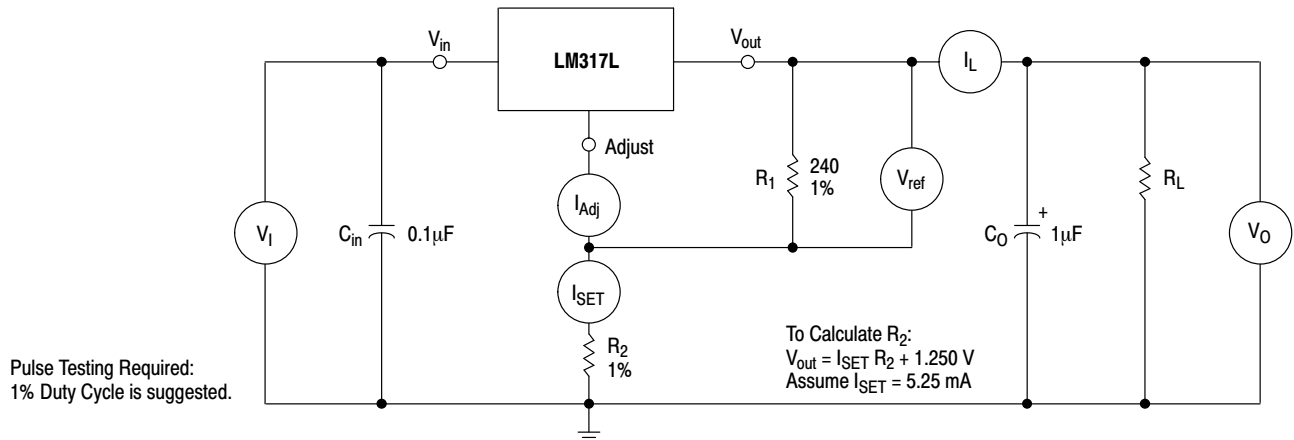 V_in
LM317L
V_out
I_L
Adjust
R_1
240
1%
V_ref
R_L
I_Adj
V_I
C_in
0.1μF
C_O
+
1μF
V_O
I_SET
R_2
1%
To Calculate R_2:
V_out = I_SET R_2 + 1.250 V
Assume I_SET = 5.25 mA
Pulse Testing Required:
1% Duty Cycle is suggested.